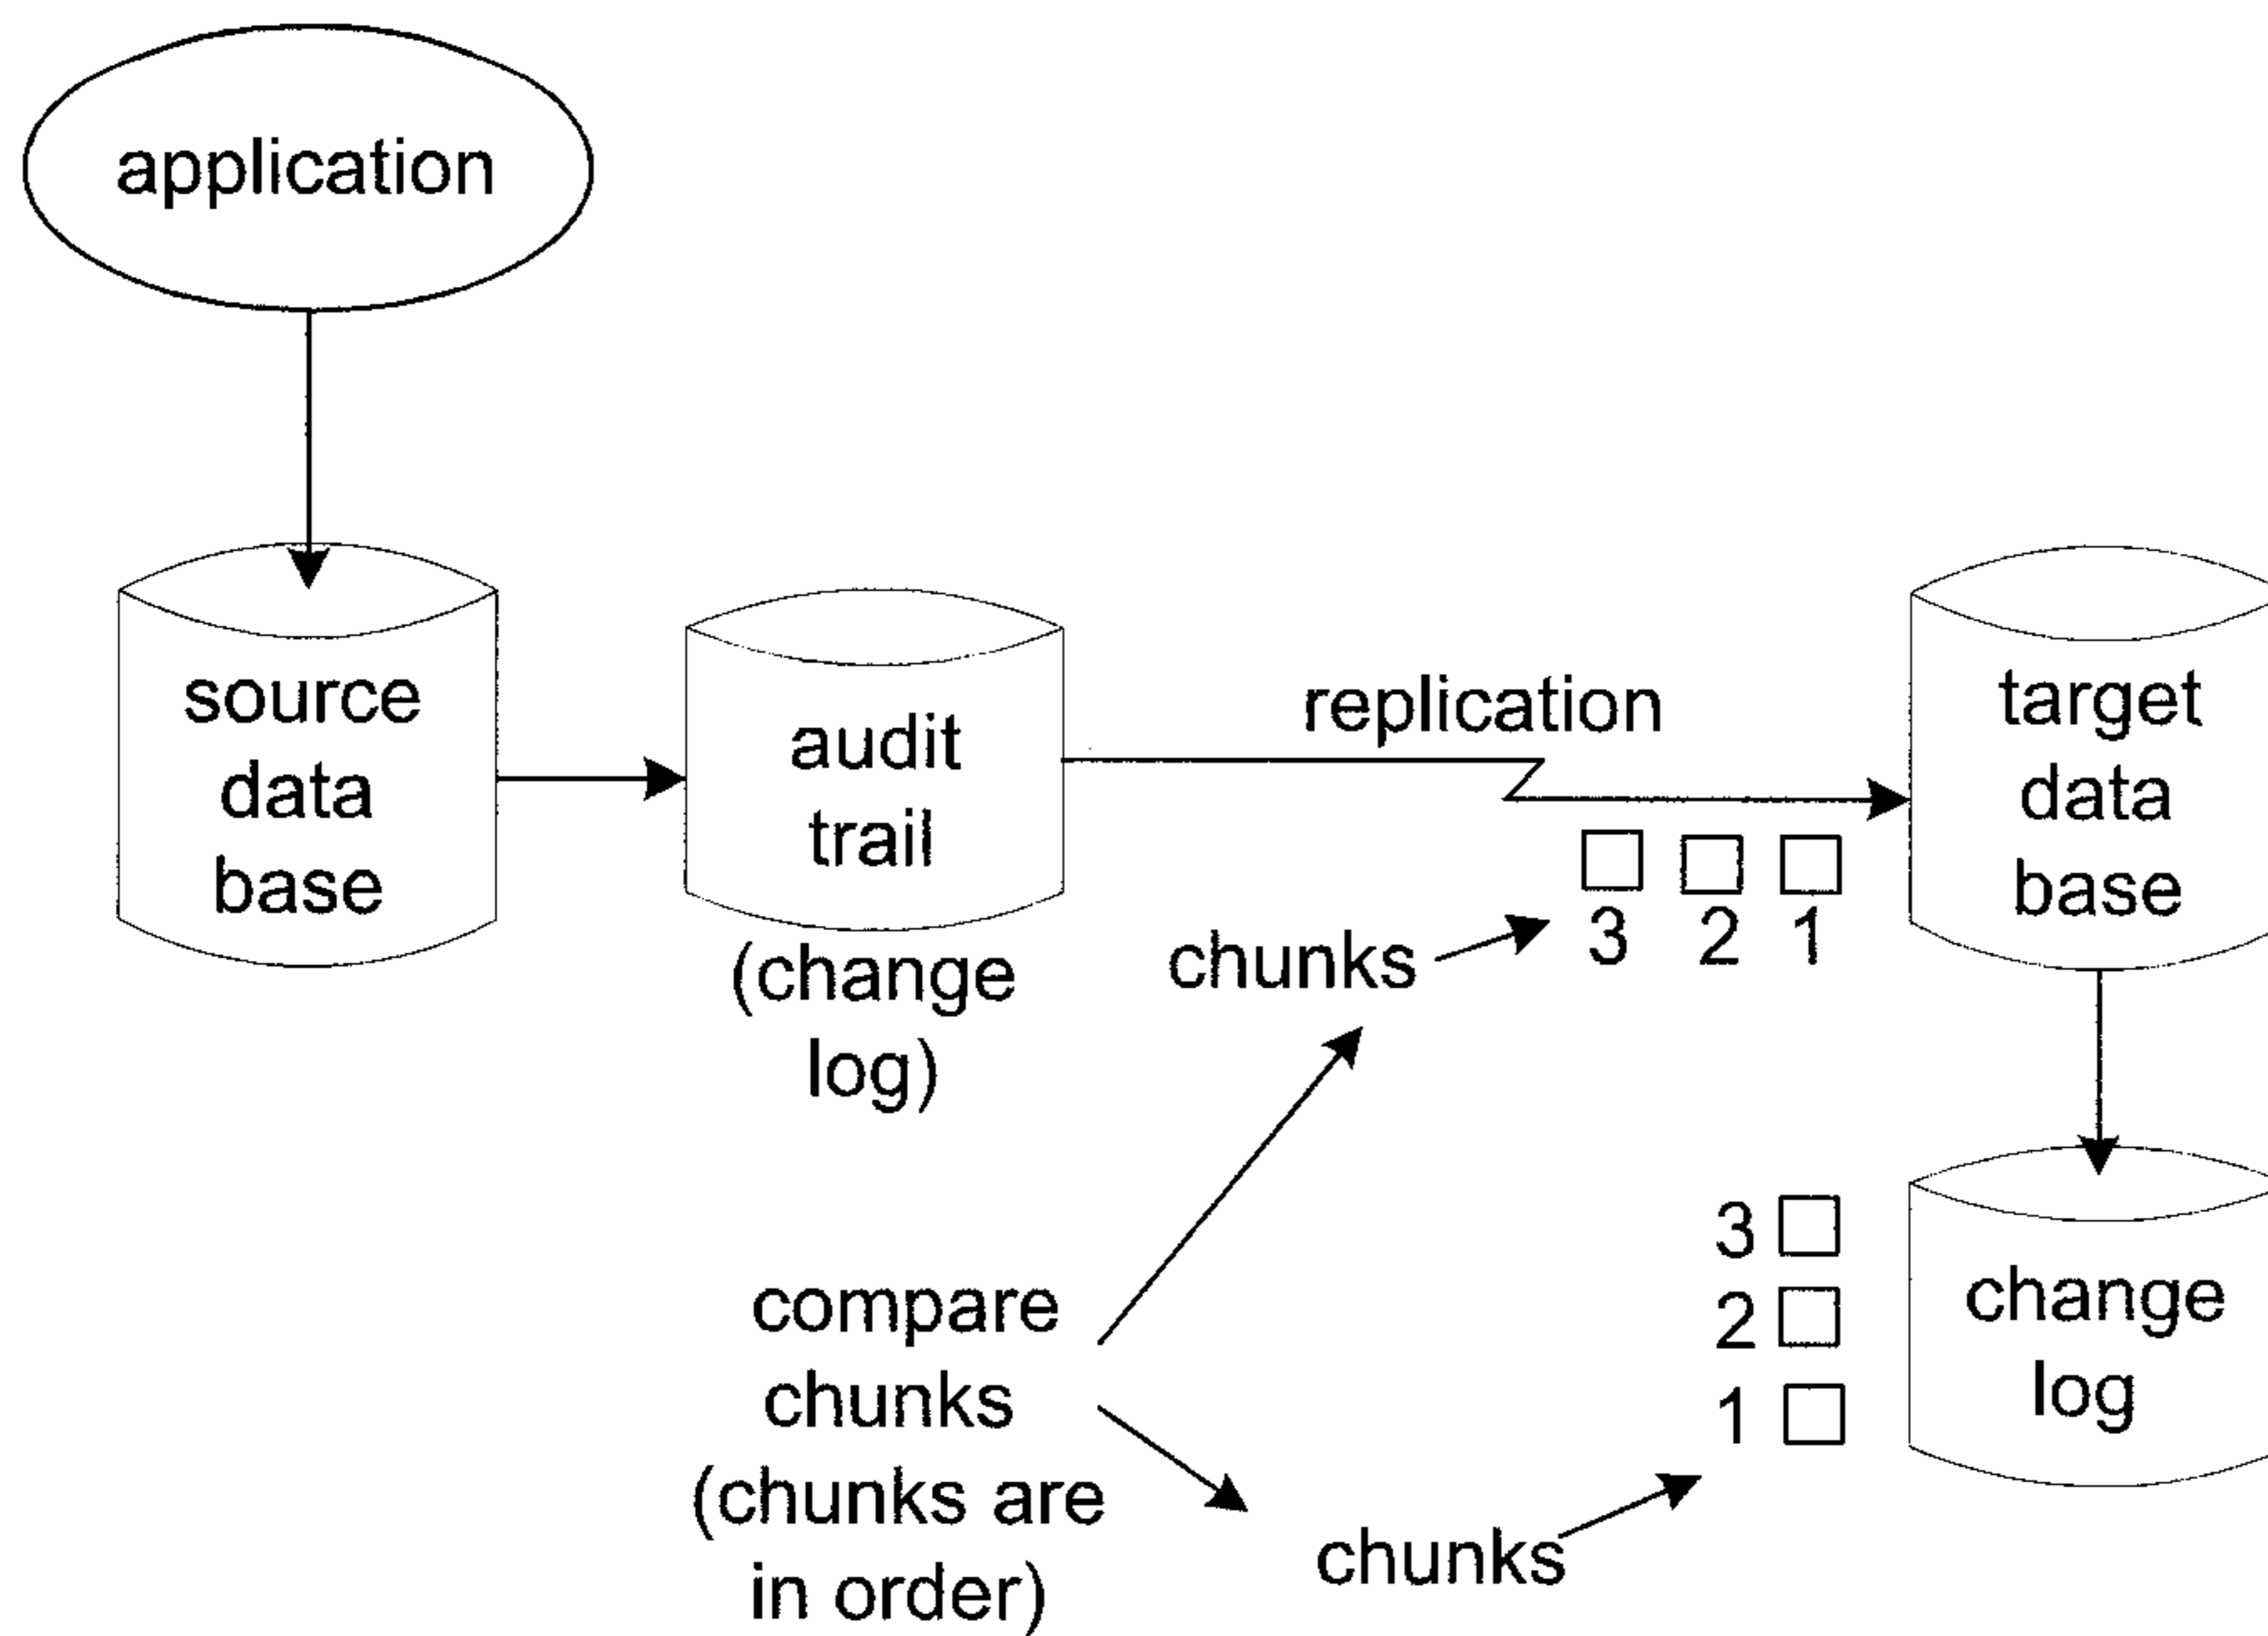 application
source
data
base
audit
trail
(change
log)
replication
target
data
base
3 2 1
chunks
compare
chunks
(chunks are
in order)
chunks
3
2
1
change
log